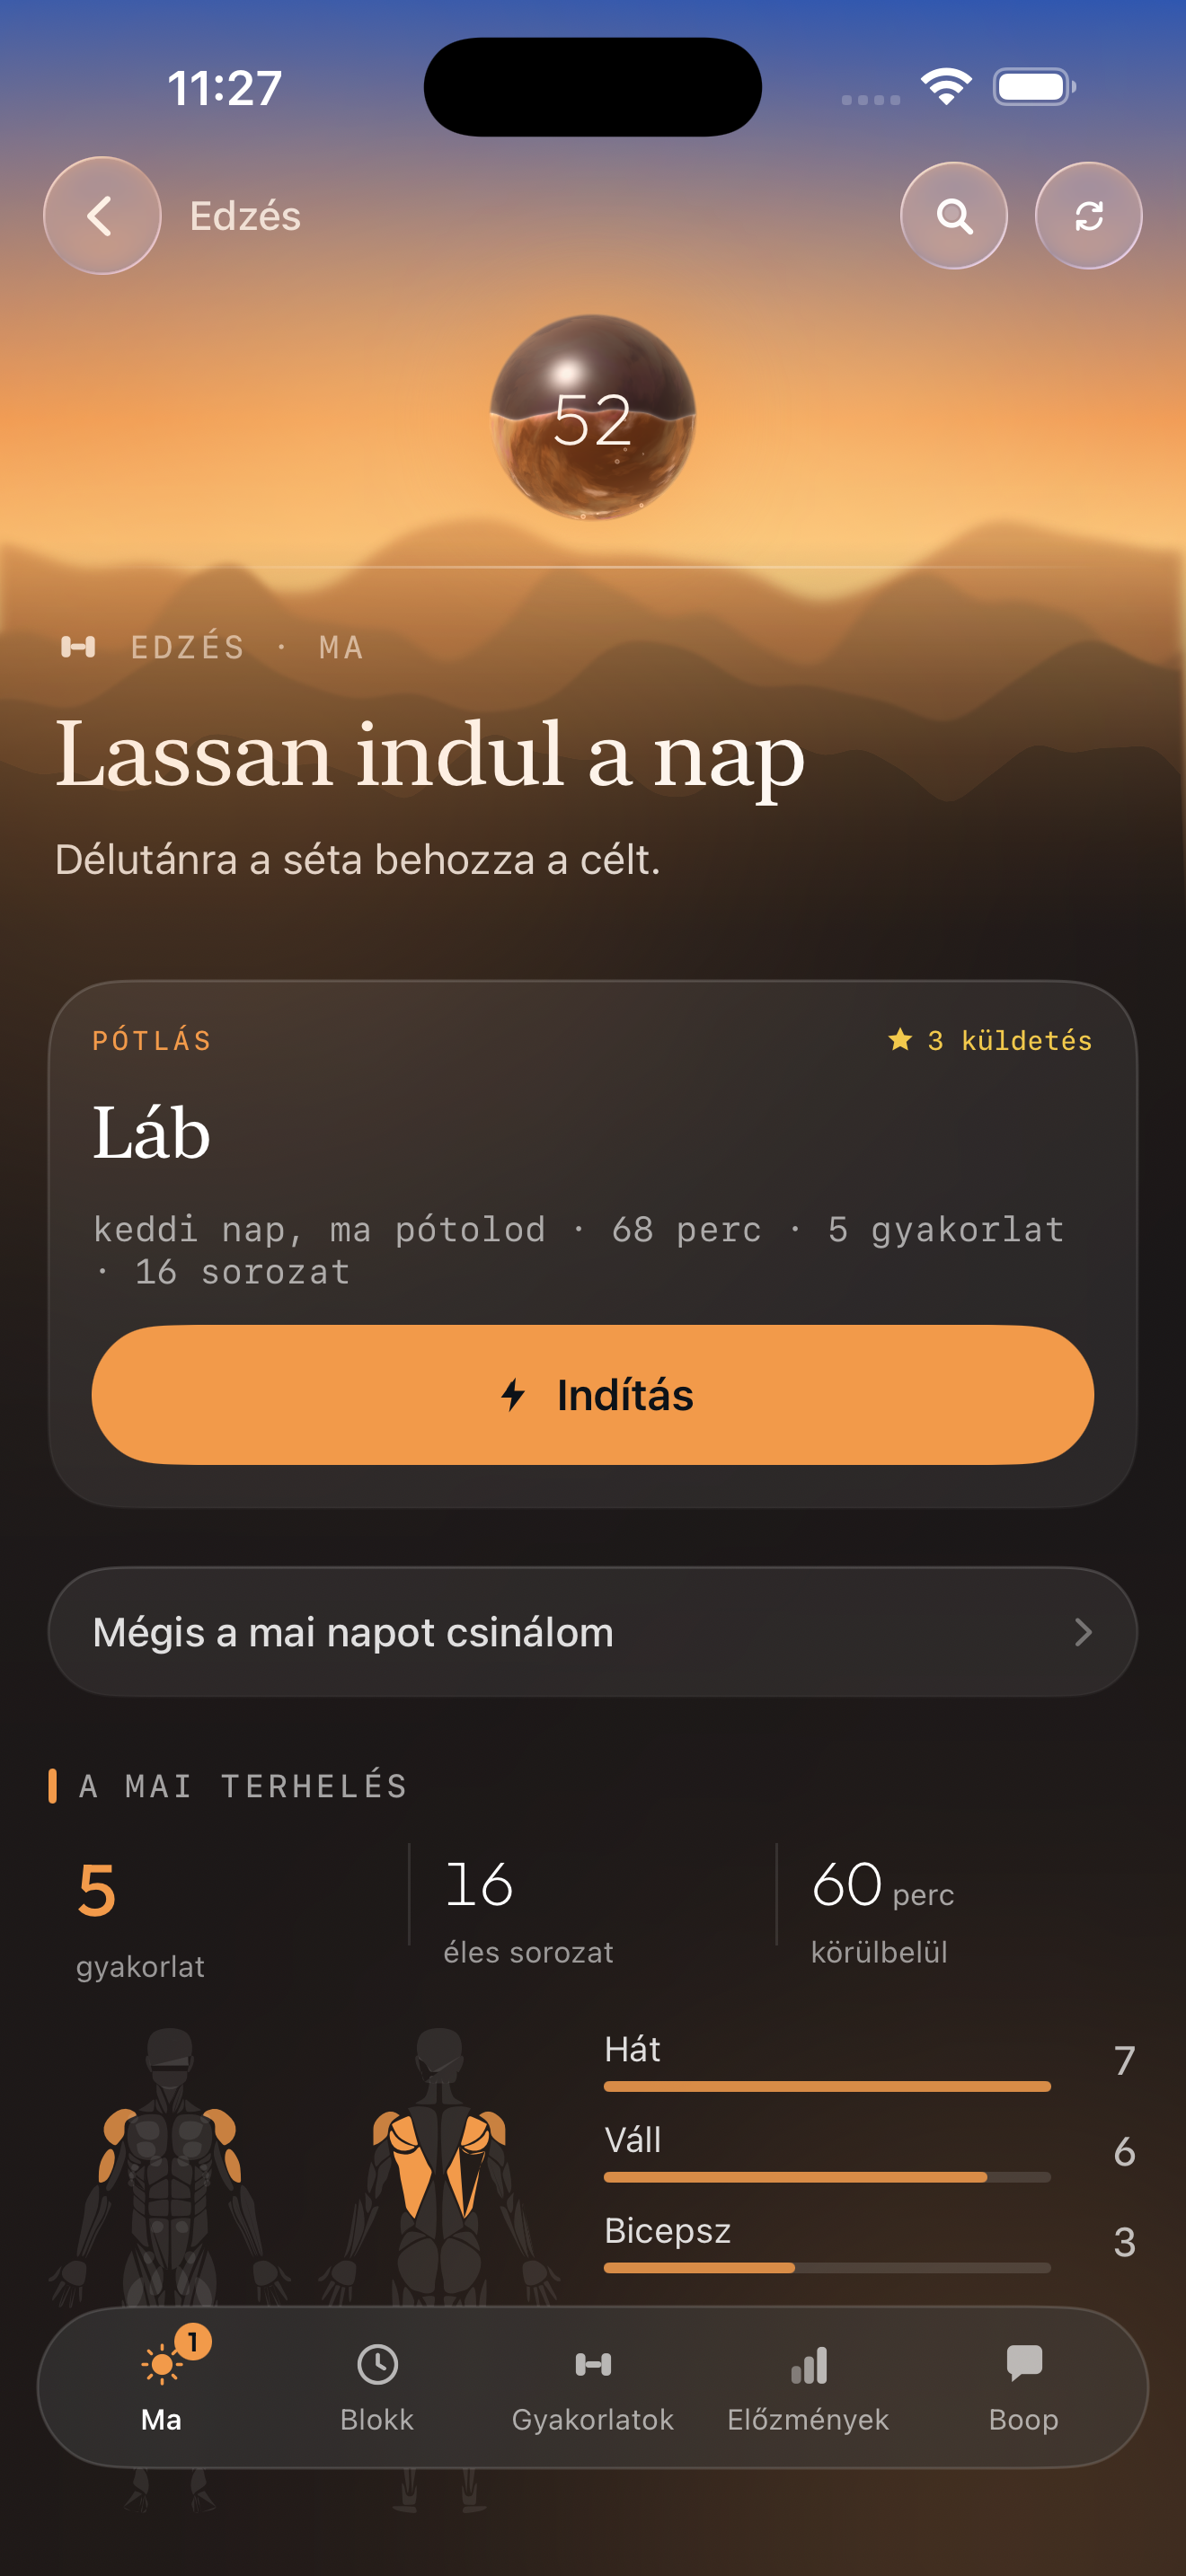 11:27
Edzés
52
EDZÉS · MA
Lassan indul a nap
Délutánra a séta behozza a célt.
PÓTLÁS
3 küldetés
Láb
keddi nap, ma pótolod · 68 perc · 5 gyakorlat
· 16 sorozat
Indítás
Mégis a mai napot csinálom
A MAI TERHELÉS
5
gyakorlat
16
éles sorozat
60 perc
körülbelül
Hát
7
Váll
6
Bicepsz
3
1
Ma
Blokk
Gyakorlatok
Előzmények
Boop